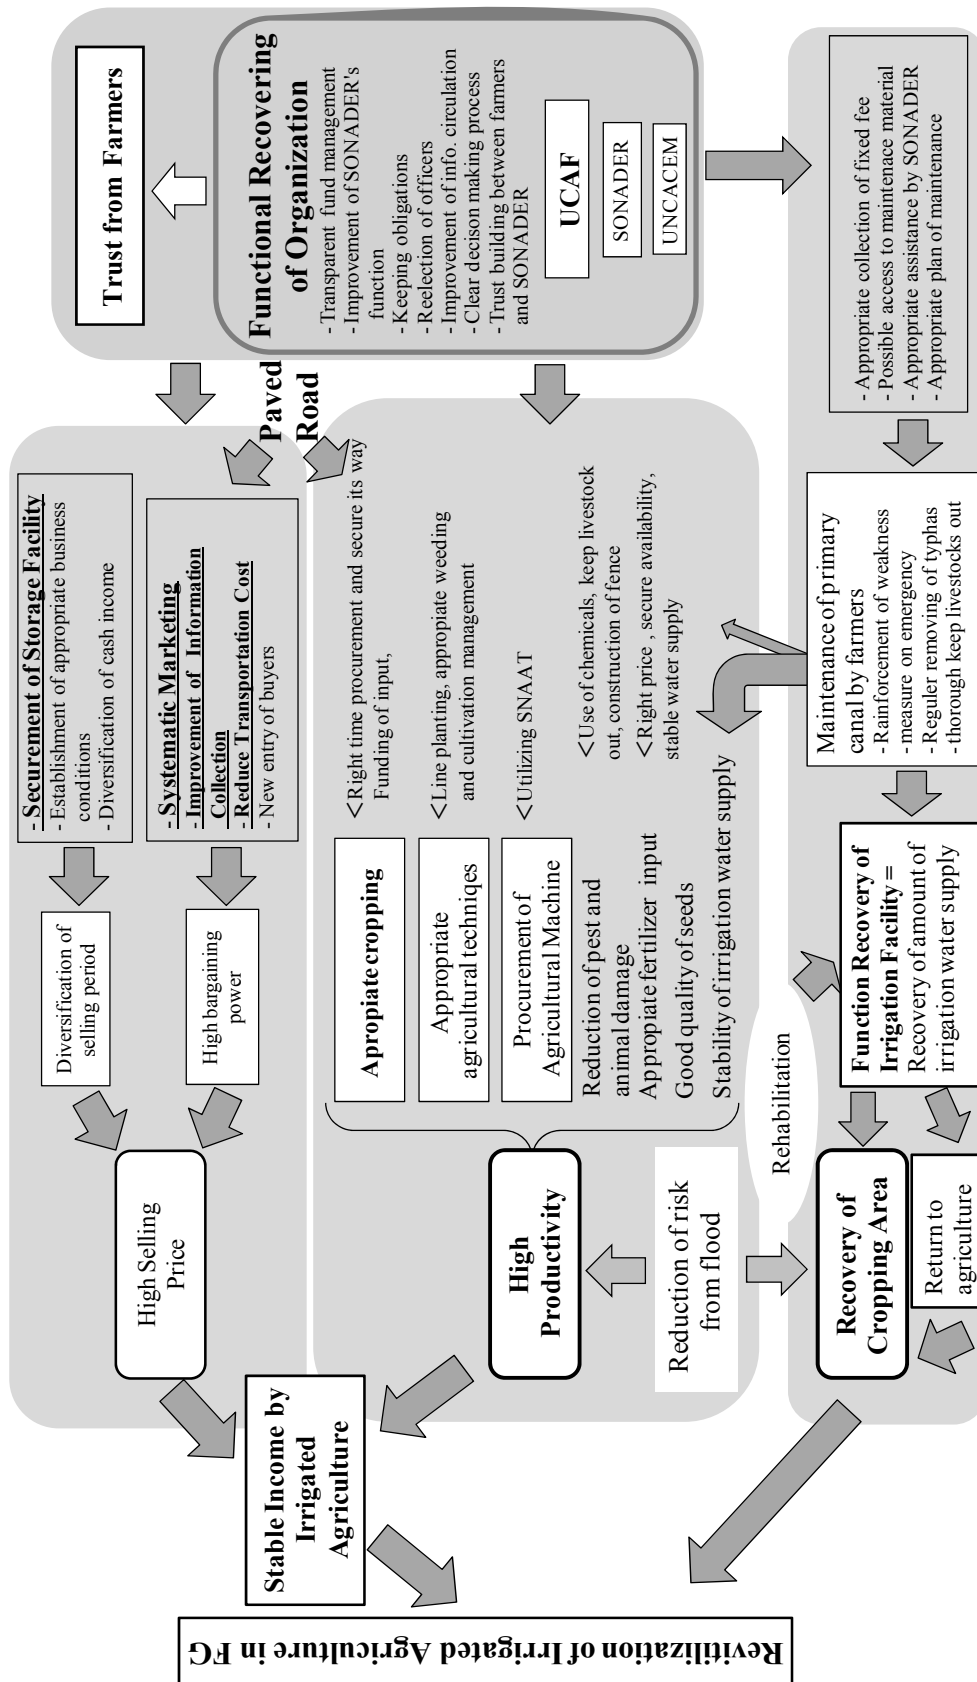 Revitilization of Irrigated Agriculture in FG
Stable Income by
Irrigated
Agriculture
High Selling
Price
High
Productivity
Reduction of risk
from flood
Recovery of
Cropping Area
Return to
agriculture
Diversification of
selling period
High bargaining
power
Apropiate cropping
Appropriate
agricultural techniqes
Procurement of
Agricultural Machine
Reduction of pest and
animal damage
Appropiate fertilizer input
Good quality of seeds
Stability of irrigation water supply
Rehabilitation
Function Recovery of
Irrigation Facility =
Recovery of amount of
irrigation water supply
- Securement of Storage Facility
- Establishment of appropriate business
conditions
- Diversification of cash income
- Systematic Marketing
- Improvement of Information
Collection
- Reduce Transportation Cost
- New entry of buyers
<Right time procurement and secure its way
Funding of input,
<Line planting, appropriate weeding
and cultivation management
<Utilizing SNAAT
<Use of chemicals, keep livestock
out, construction of fence
<Right price , secure availability,
stable water supply
Maintenance of primary
canal by farmers
- Rainforcement of weakness
- measure on emergency
- Reguler removing of typhas
- thorough keep livestocks out
Paved
Road
Trust from Farmers
Functional Recovering
of Organization
- Transparent fund management
- Improvement of SONADER's
function
- Keeping obligations
- Reelection of officers
- Improvement of info. circulation
- Clear decision making process
- Trust building between farmers
and SONADER
UCAF
SONADER
UNCACEM
- Appropriate collection of fixed fee
- Possible access to maintenace material
- Appropriate assistance by SONADER
- Appropriate plan of maintenance